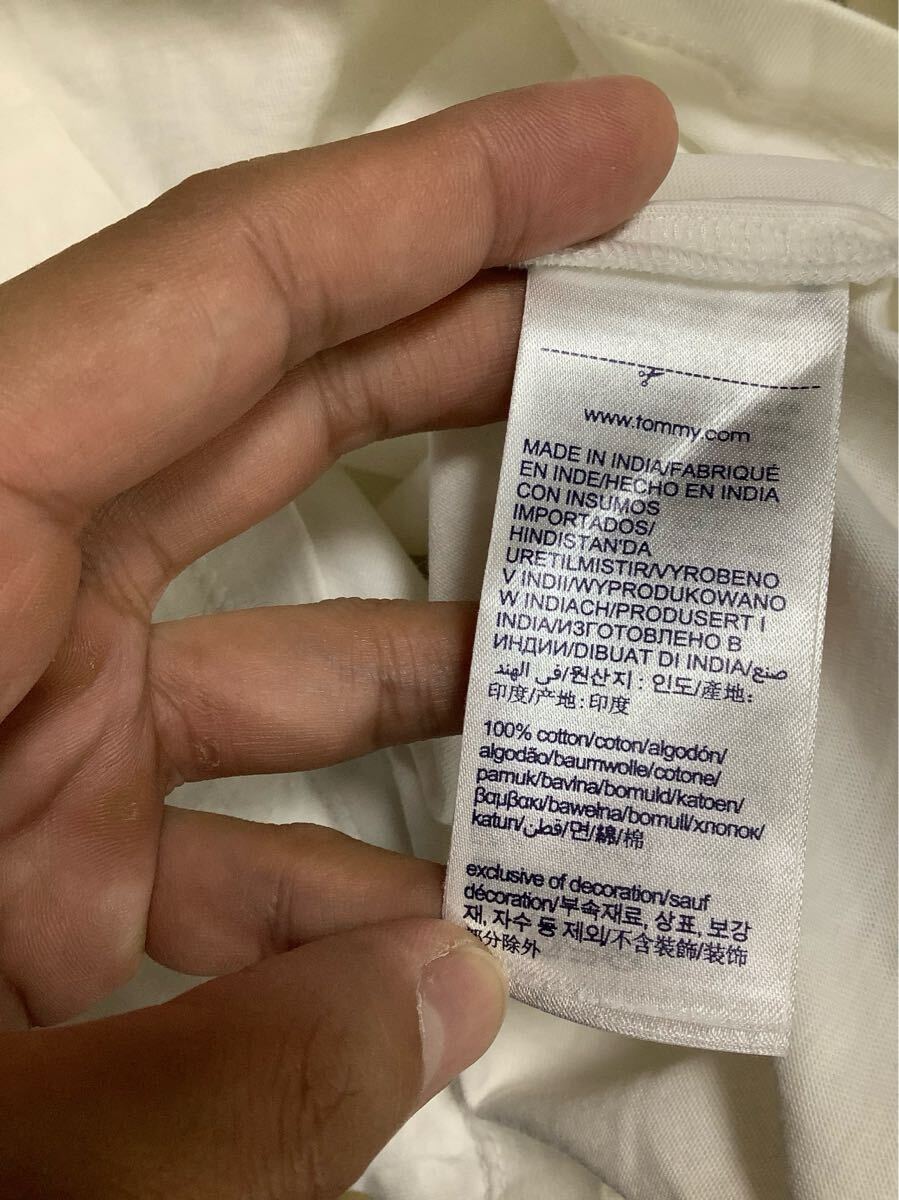 www.tommy.com
MADE IN INDIA/FABRIQUÉ
EN INDE/HECHO EN INDIA
CON INSUMOS
IMPORTADOS/
HINDISTAN'DA
URETILMISTIR/VYROBENO
V INDII/WYPRODUKOWANO
W INDIACH/PRODUSERT I
INDIA/ИЗГОТОВЛЕНО В
ИНДИИ/DIBUAT DI INDIA/صنع
في الهند/원산지 : 인도/產地:
印度/产地: 印度
100% cotton/coton/algodón/
algodão/baumwolle/cotone/
pamuk/bavlna/bomuld/katoen/
βαμβακι/bawełna/bomull/хлопок/
katun/قطن/면/綿/棉
exclusive of decoration/sauf
décoration/부속재료, 상표, 보강
재, 자수 등 제외/不含裝飾/装饰
部分除外